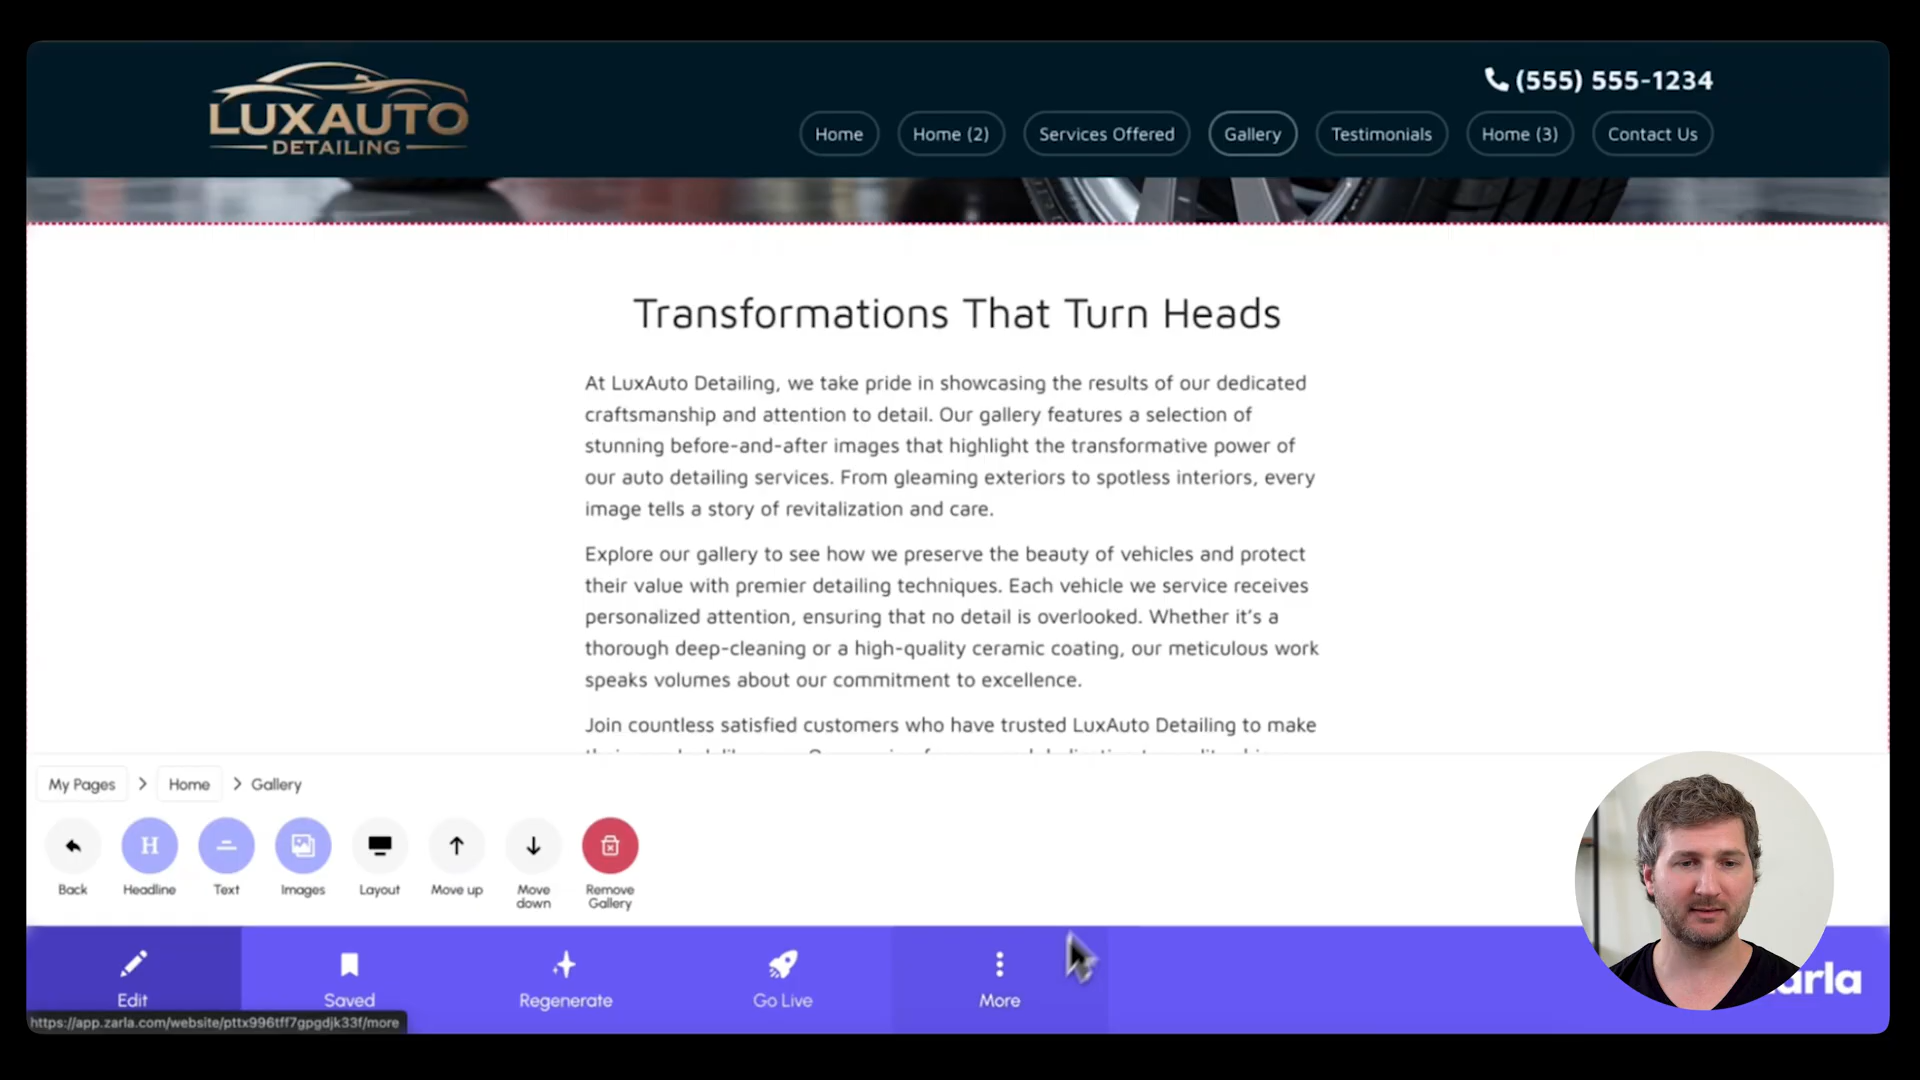 LUXAUTO
DETAILING
(555) 555-1234
Home
Home (2)
Services Offered
Gallery
Testimonials
Home (3)
Contact Us
Transformations That Turn Heads
At LuxAuto Detailing, we take pride in showcasing the results of our dedicated
craftsmanship and attention to detail. Our gallery features a selection of
stunning before-and-after images that highlight the transformative power of
our auto detailing services. From gleaming exteriors to spotless interiors, every
image tells a story of revitalization and care.
Explore our gallery to see how we preserve the beauty of vehicles and protect
their value with premier detailing techniques. Each vehicle we service receives
personalized attention, ensuring that no detail is overlooked. Whether it's a
thorough deep-cleaning or a high-quality ceramic coating, our meticulous work
speaks volumes about our commitment to excellence.
Join countless satisfied customers who have trusted LuxAuto Detailing to make
My Pages > Home > Gallery
Back
H
Headline
Text
Images
Layout
Move up
Move
down
Remove
Gallery
Edit
Saved
Regenerate
Go Live
More
arla
https://app.zarla.com/website/pttx996tff7gpgdjk33f/more